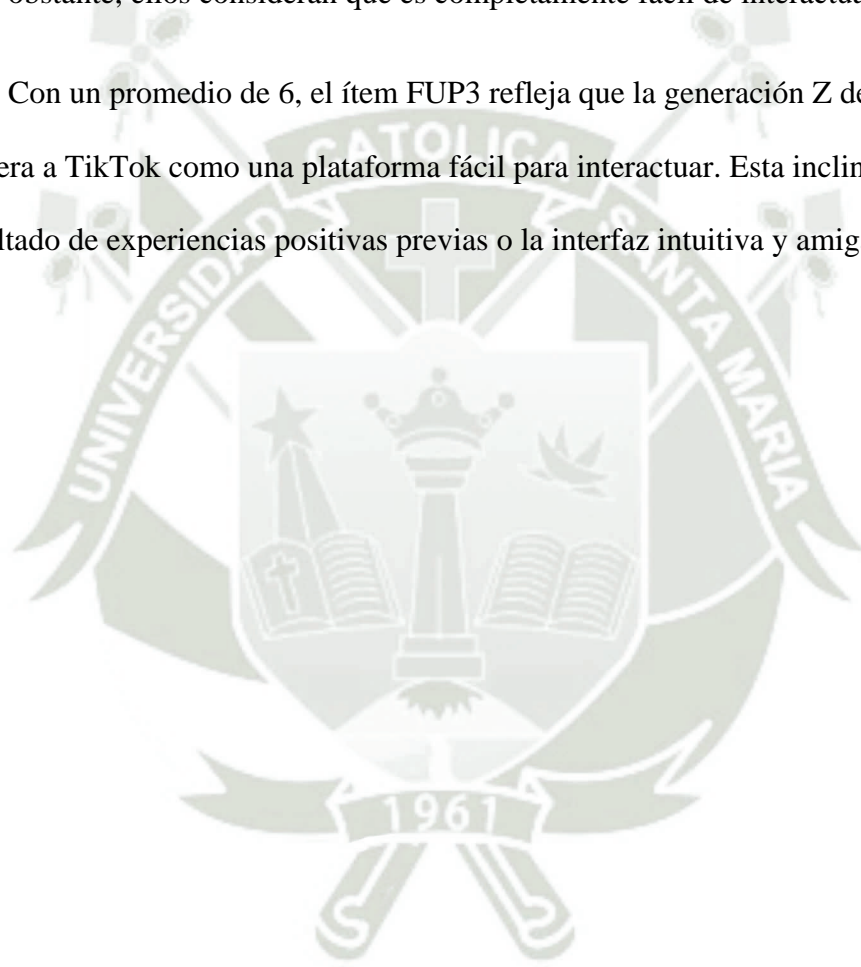 obstante, ellos consideran que es completamente fácil de interactua
Con un promedio de 6, el ítem FUP3 refleja que la generación Z de
era a TikTok como una plataforma fácil para interactuar. Esta inclin
ltado de experiencias positivas previas o la interfaz intuitiva y amig
UNIVERSIDAD CATOLICA SANTA MARIA
1961